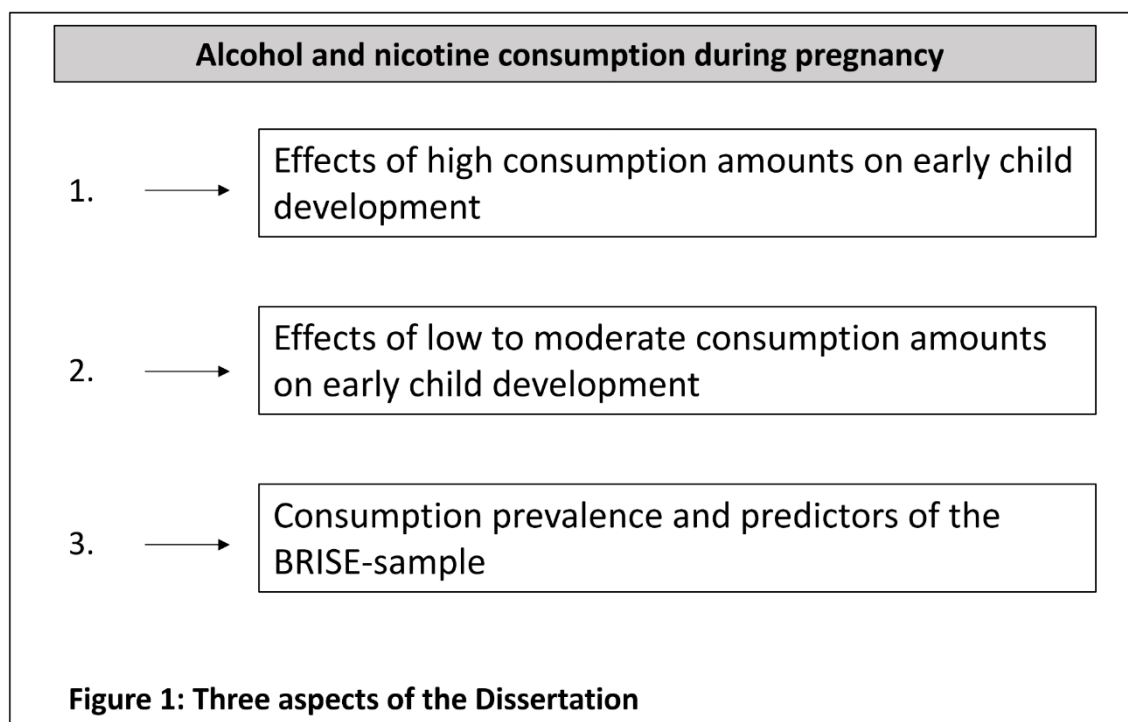 Alcohol and nicotine consumption during pregnancy
1.
Effects of high consumption amounts on early child
development
2.
Effects of low to moderate consumption amounts
on early child development
3.
Consumption prevalence and predictors of the
BRISE-sample
Figure 1: Three aspects of the Dissertation